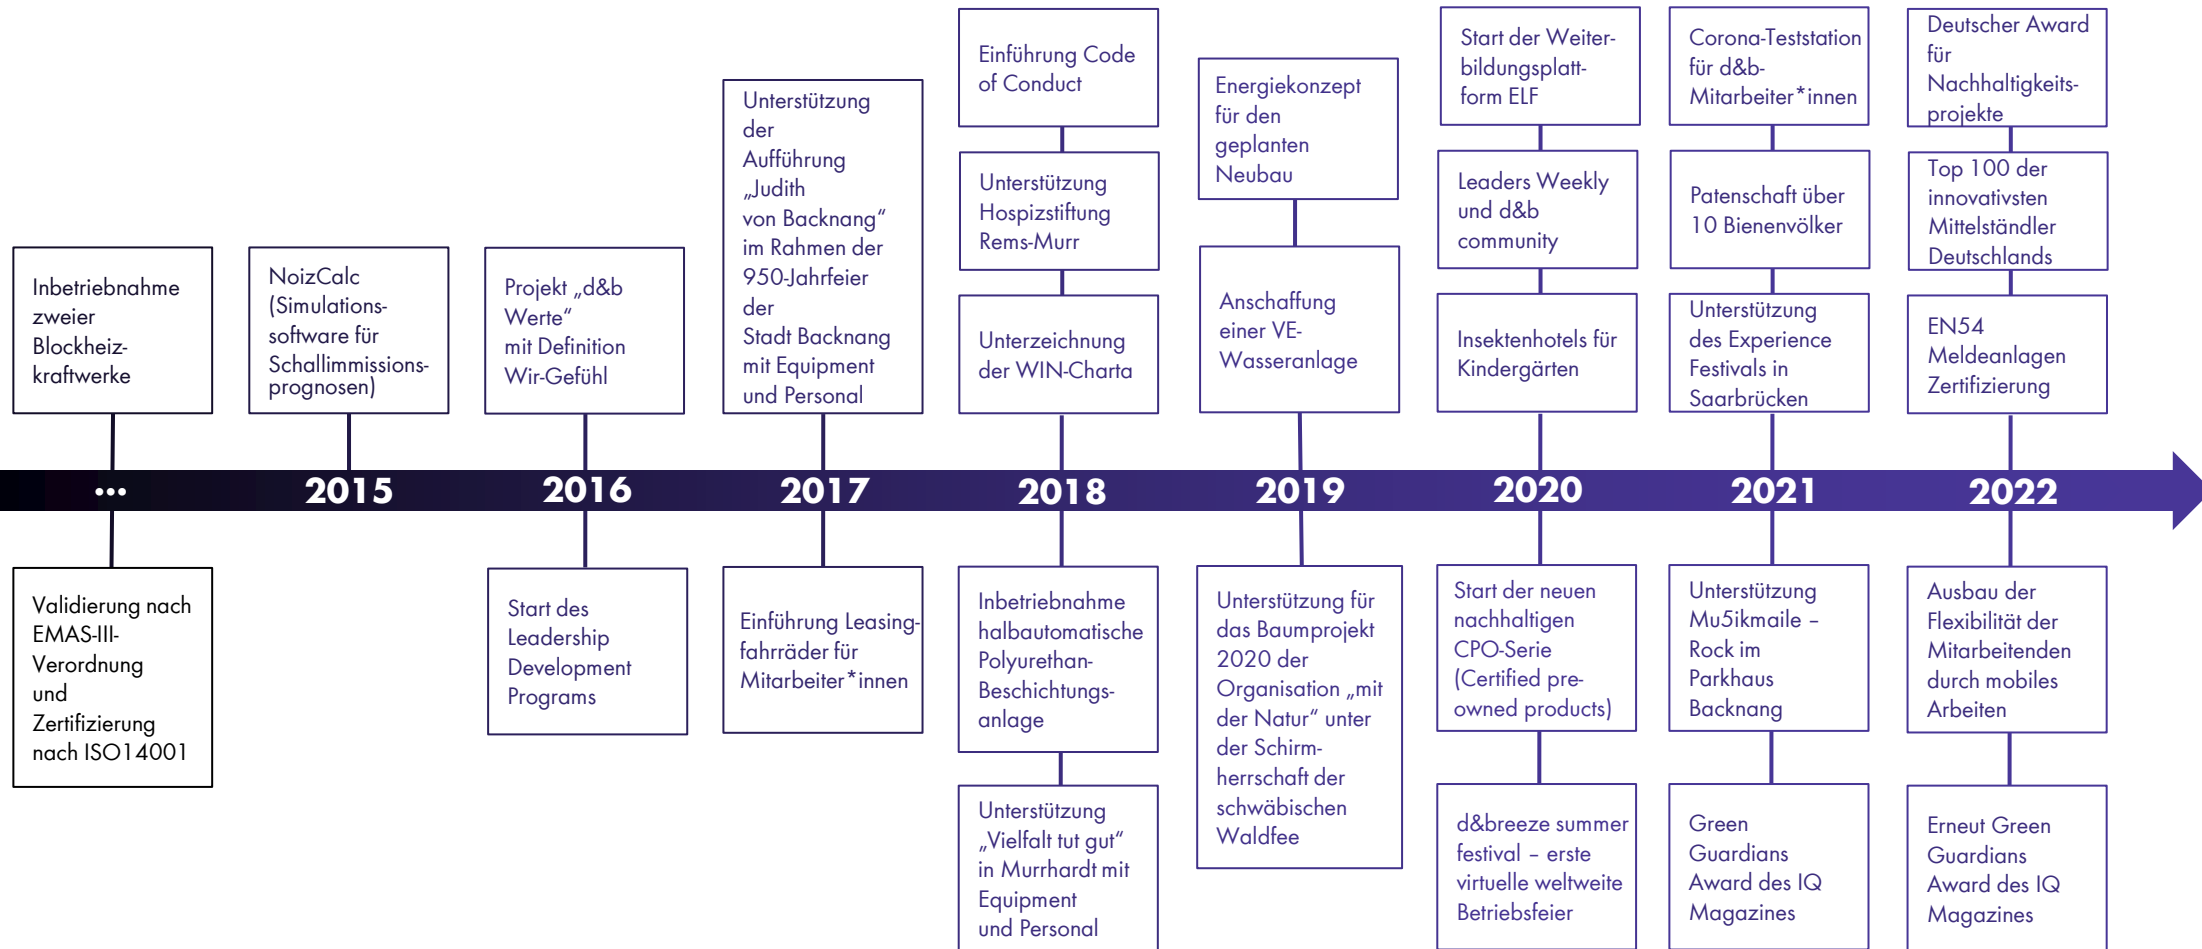 Inbetriebnahme
zweier
Blockheiz-
kraftwerke
NoizCalc
(Simulations-
software für
Schallimmissions-
prognosen)
Projekt „d&b
Werte“
mit Definition
Wir-Gefühl
Unterstützung
der
Aufführung
„Judith
von Backnang“
im Rahmen der
950-Jahrfeier
der
Stadt Backnang
mit Equipment
und Personal
Einführung Code
of Conduct
Unterstützung
Hospizstiftung
Rems-Murr
Unterzeichnung
der WIN-Charta
Energiekonzept
für den
geplanten
Neubau
Anschaffung
einer VE-
Wasseranlage
Start der Weiter-
bildungsplatt-
form ELF
Leaders Weekly
und d&b
community
Insektenhotels für
Kindergärten
Corona-Teststation
für d&b-
Mitarbeiter*innen
Patenschaft über
10 Bienenvölker
Unterstützung
des Experience
Festivals in
Saarbrücken
Deutscher Award
für
Nachhaltigkeits-
projekte
Top 100 der
innovativsten
Mittelständler
Deutschlands
EN54
Meldeanlagen
Zertifizierung
...
2015
2016
2017
2018
2019
2020
2021
2022
Validierung nach
EMAS-III-
Verordnung
und
Zertifizierung
nach ISO14001
Start des
Leadership
Development
Programs
Einführung Leasing-
fahrräder für
Mitarbeiter*innen
Inbetriebnahme
halbautomatische
Polyurethan-
Beschichtungs-
anlage
Unterstützung
„Vielfalt tut gut“
in Murrhardt mit
Equipment
und Personal
Unterstützung für
das Baumprojekt
2020 der
Organisation „mit
der Natur“ unter
der Schirm-
herrschaft der
schwäbischen
Waldfee
Start der neuen
nachhaltigen
CPO-Serie
(Certified pre-
owned products)
d&breeze summer
festival – erste
virtuelle weltweite
Betriebsfeier
Unterstützung
Mu5ikmaile –
Rock im
Parkhaus
Backnang
Green
Guardians
Award des IQ
Magazines
Ausbau der
Flexibilität der
Mitarbeitenden
durch mobiles
Arbeiten
Erneut Green
Guardians
Award des IQ
Magazines